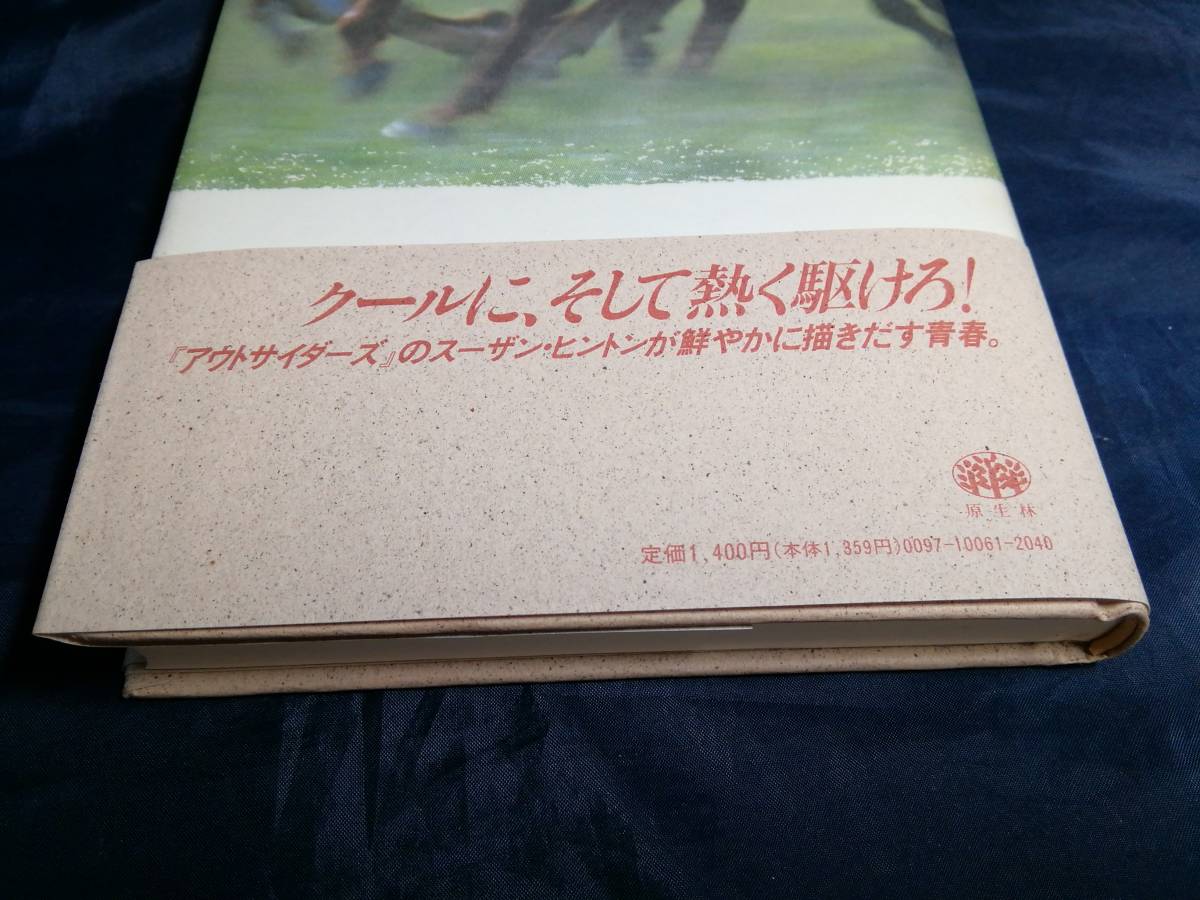 クールに、そして熱く駆けろ!
『アウトサイダーズ』のスーザン・ヒントンが鮮やかに描きだす青春。
原生林
定価1,400円(本体1,359円)0097-10061-2040